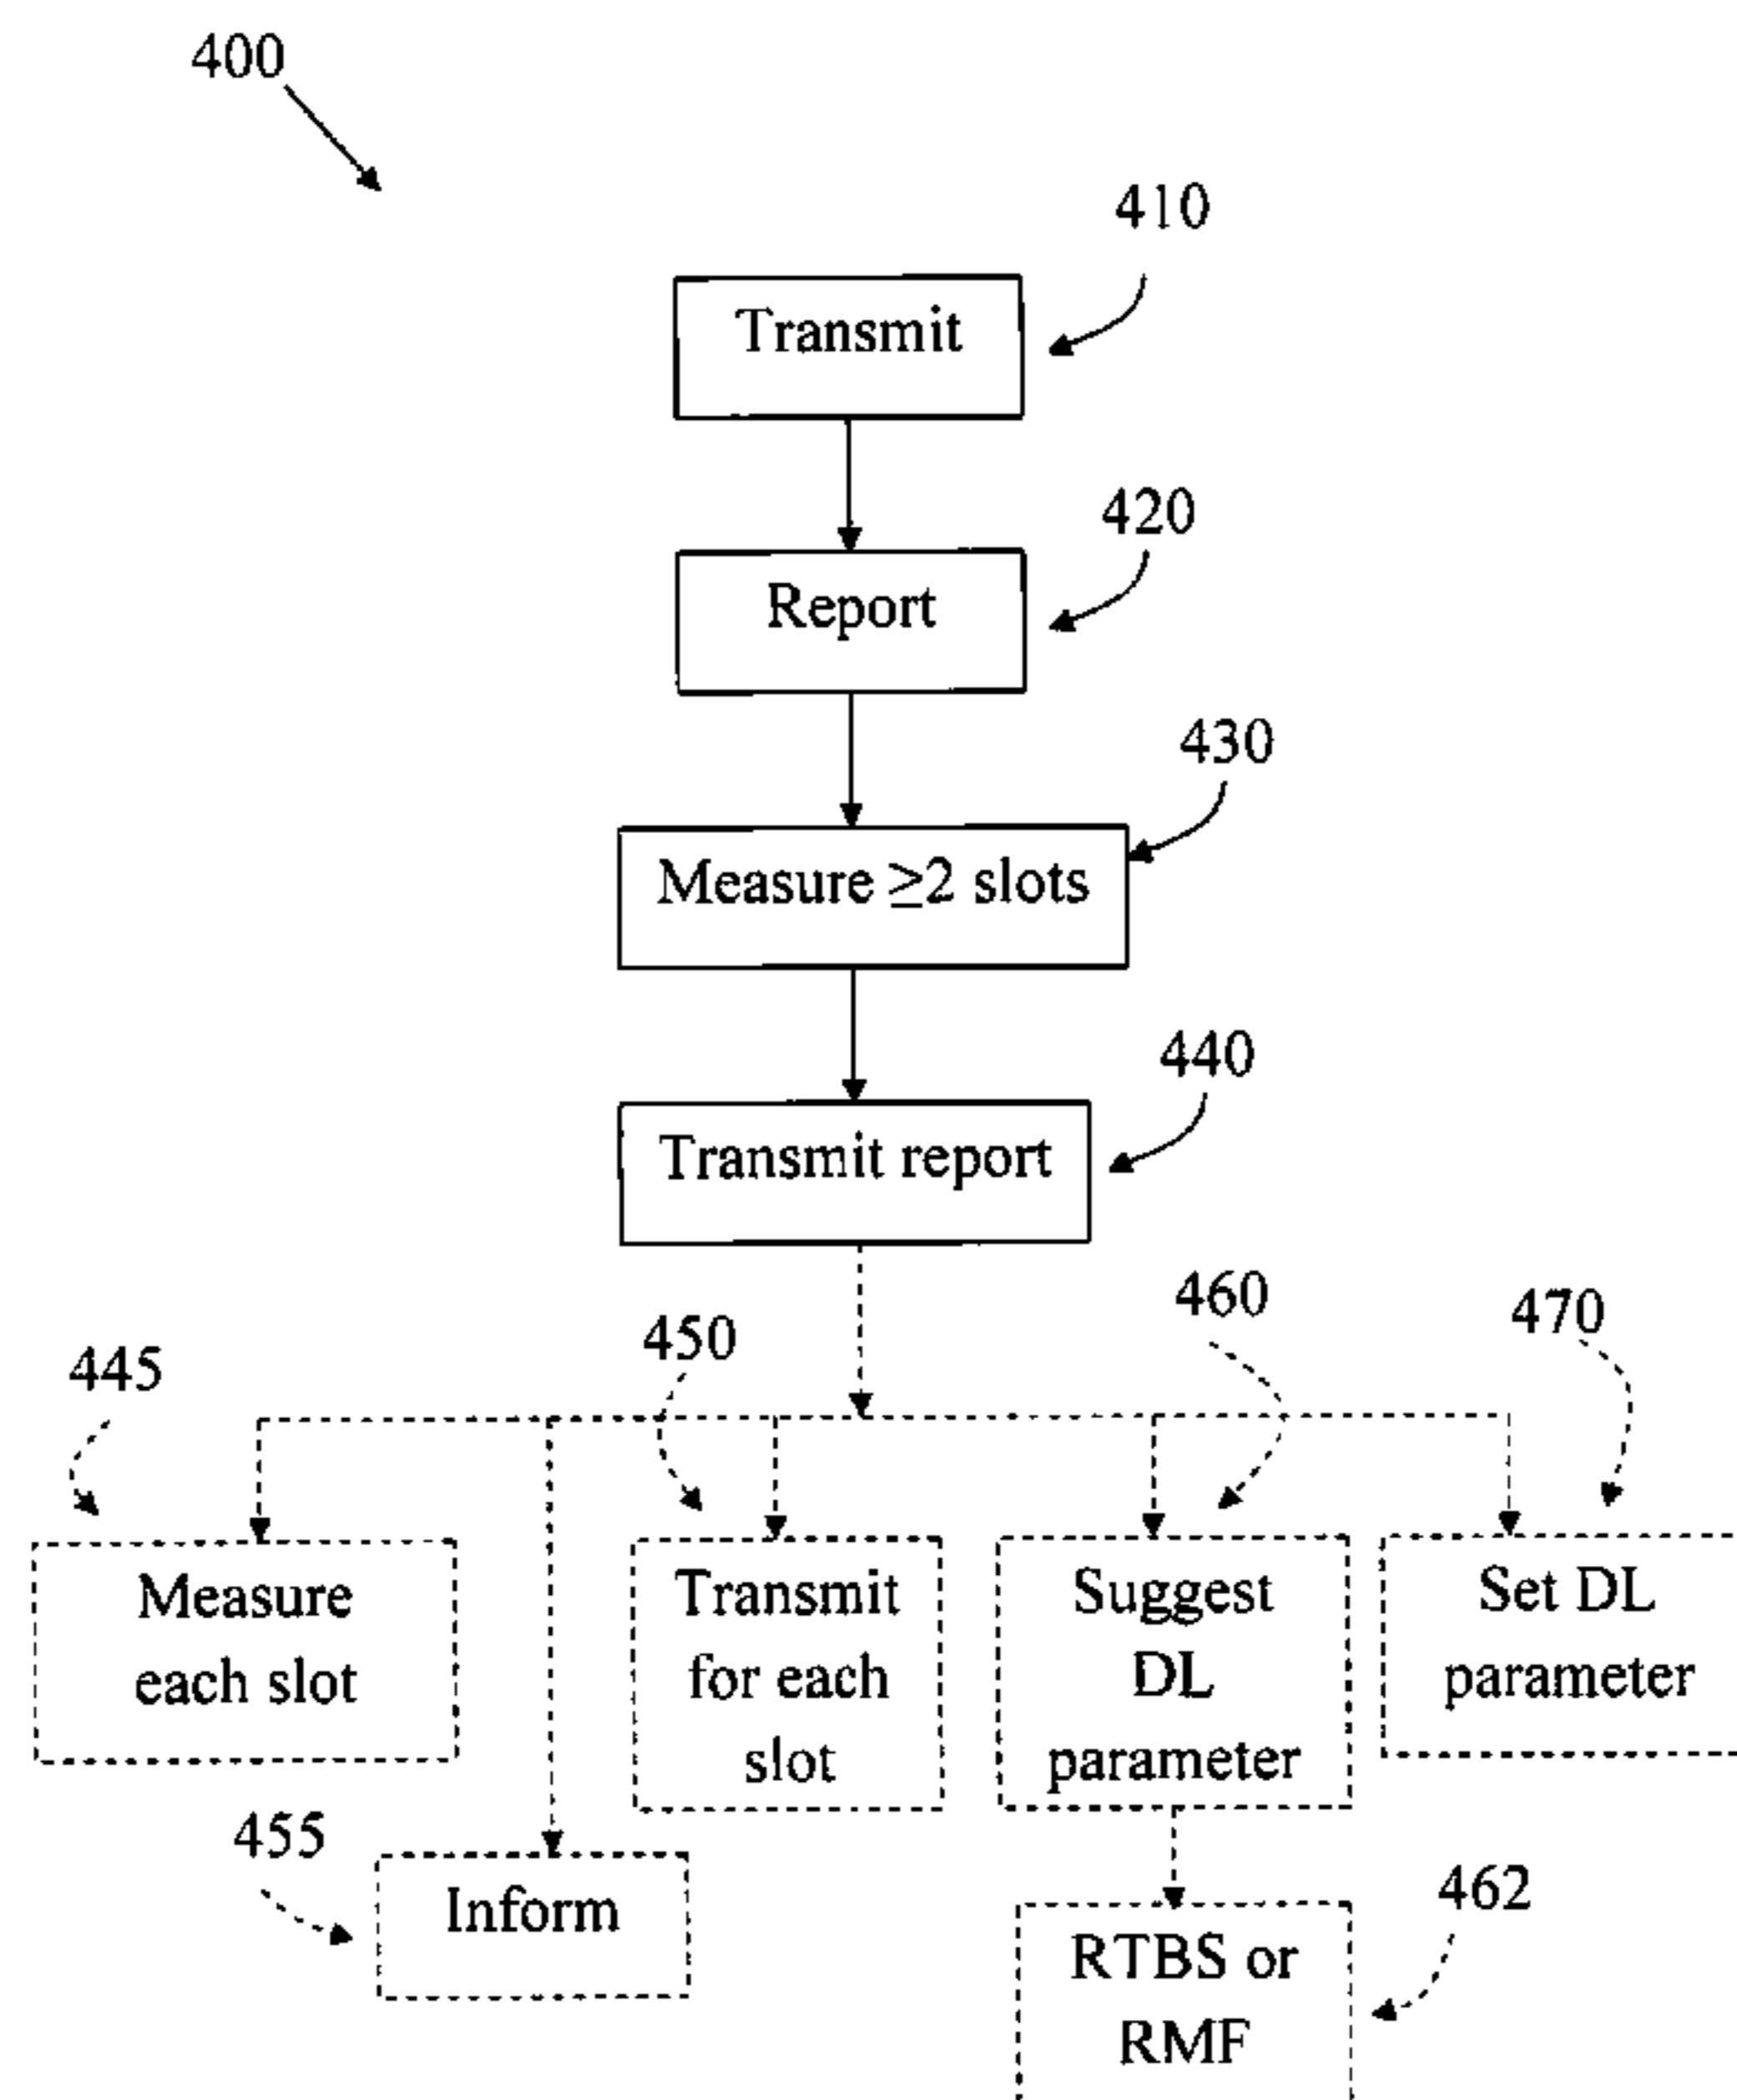 400
410
Transmit
420
Report
430
Measure ≥2 slots
440
Transmit report
445
450
460
470
Measure
each slot
Transmit
for each
slot
Suggest
DL
parameter
Set DL
parameter
455
Inform
462
RTBS or
RMF